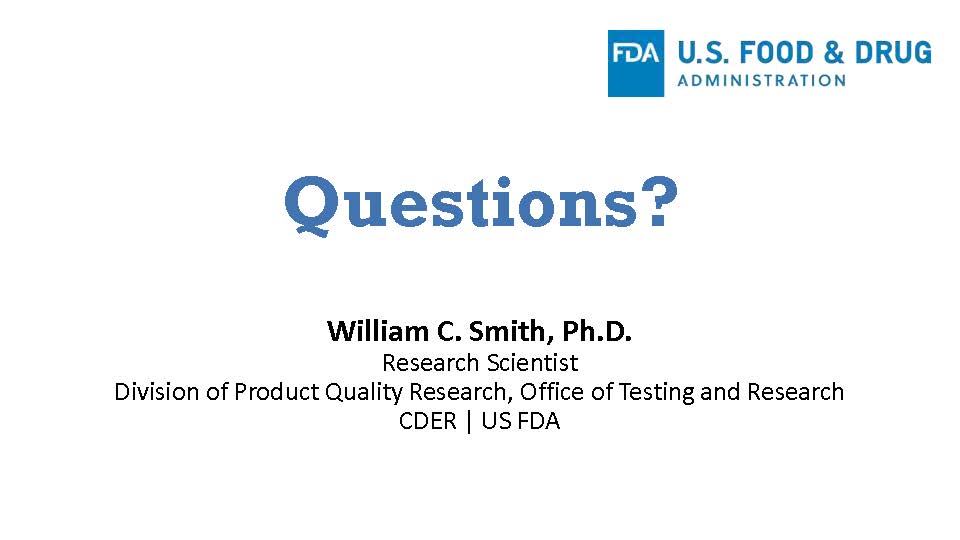 FDA U.S. FOOD & DRUG
ADMINISTRATION
Questions?
William C. Smith, Ph.D.
Research Scientist
Division of Product Quality Research, Office of Testing and Research
CDER | US FDA